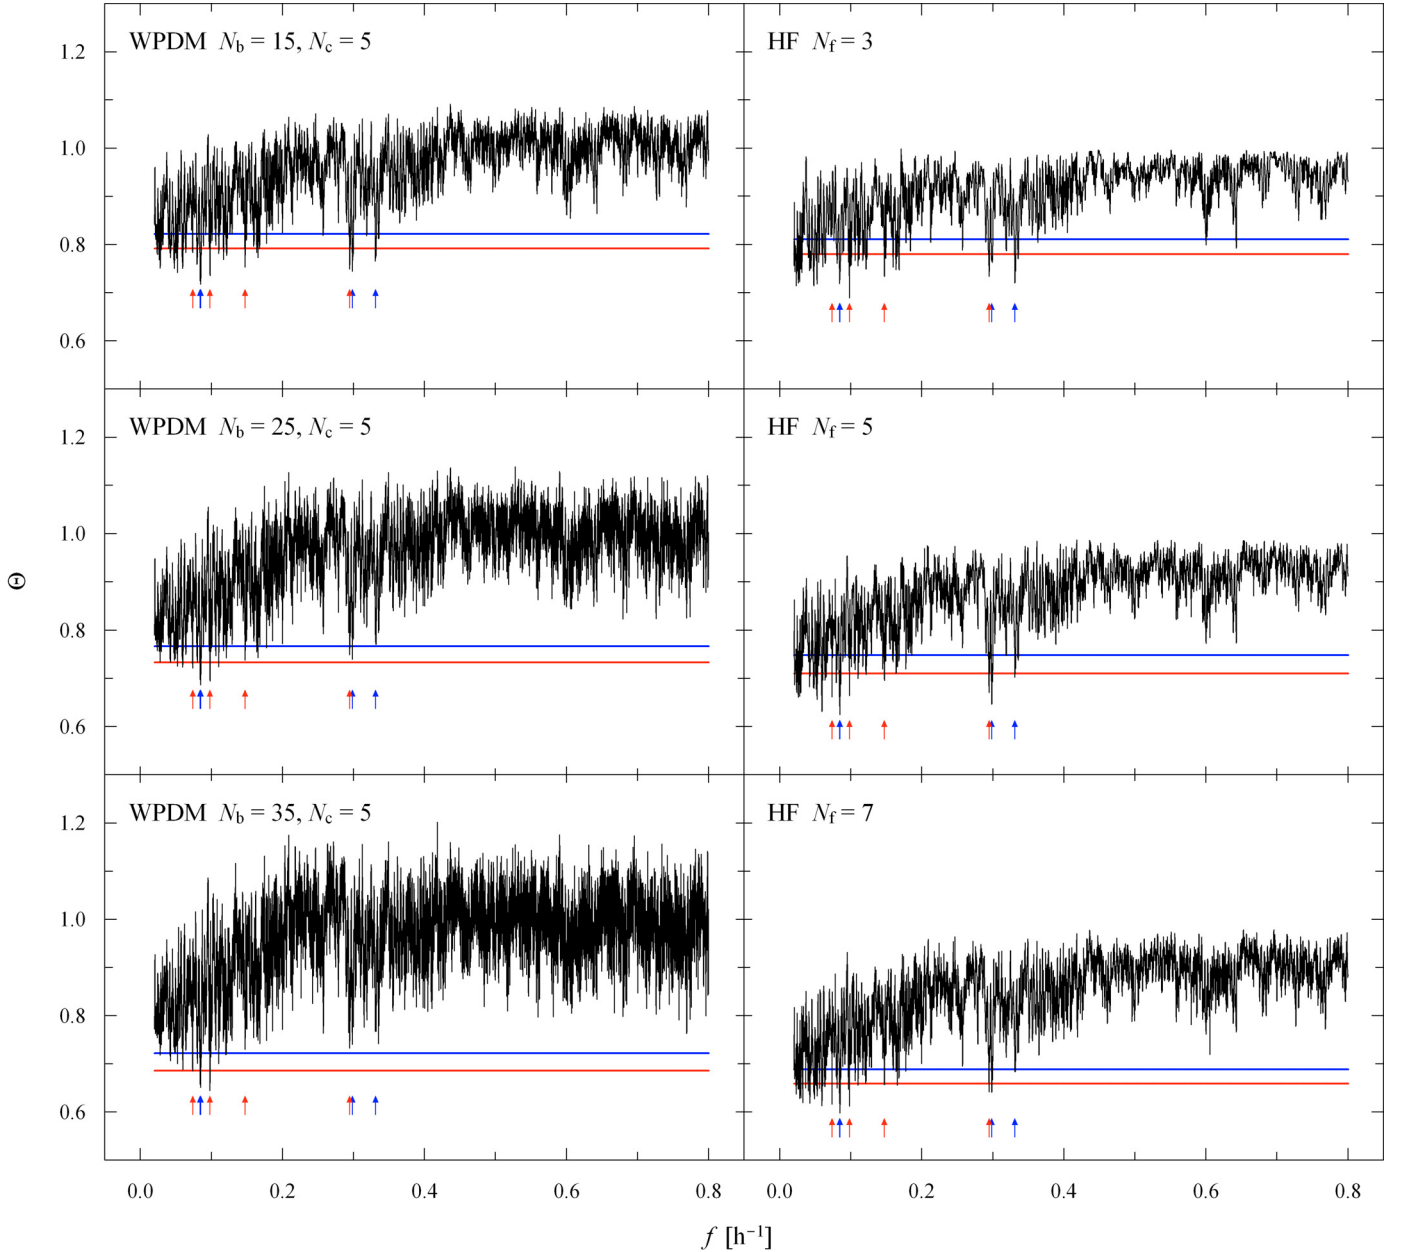 WPDM N_b = 15, N_c = 5
HF N_f = 3
1.2
1.0
0.8
0.6
WPDM N_b = 25, N_c = 5
HF N_f = 5
1.2
1.0
0.8
0.6
Θ
WPDM N_b = 35, N_c = 5
HF N_f = 7
1.2
1.0
0.8
0.6
0.0 0.2 0.4 0.6 0.8 0.0 0.2 0.4 0.6 0.8
f [h⁻¹]